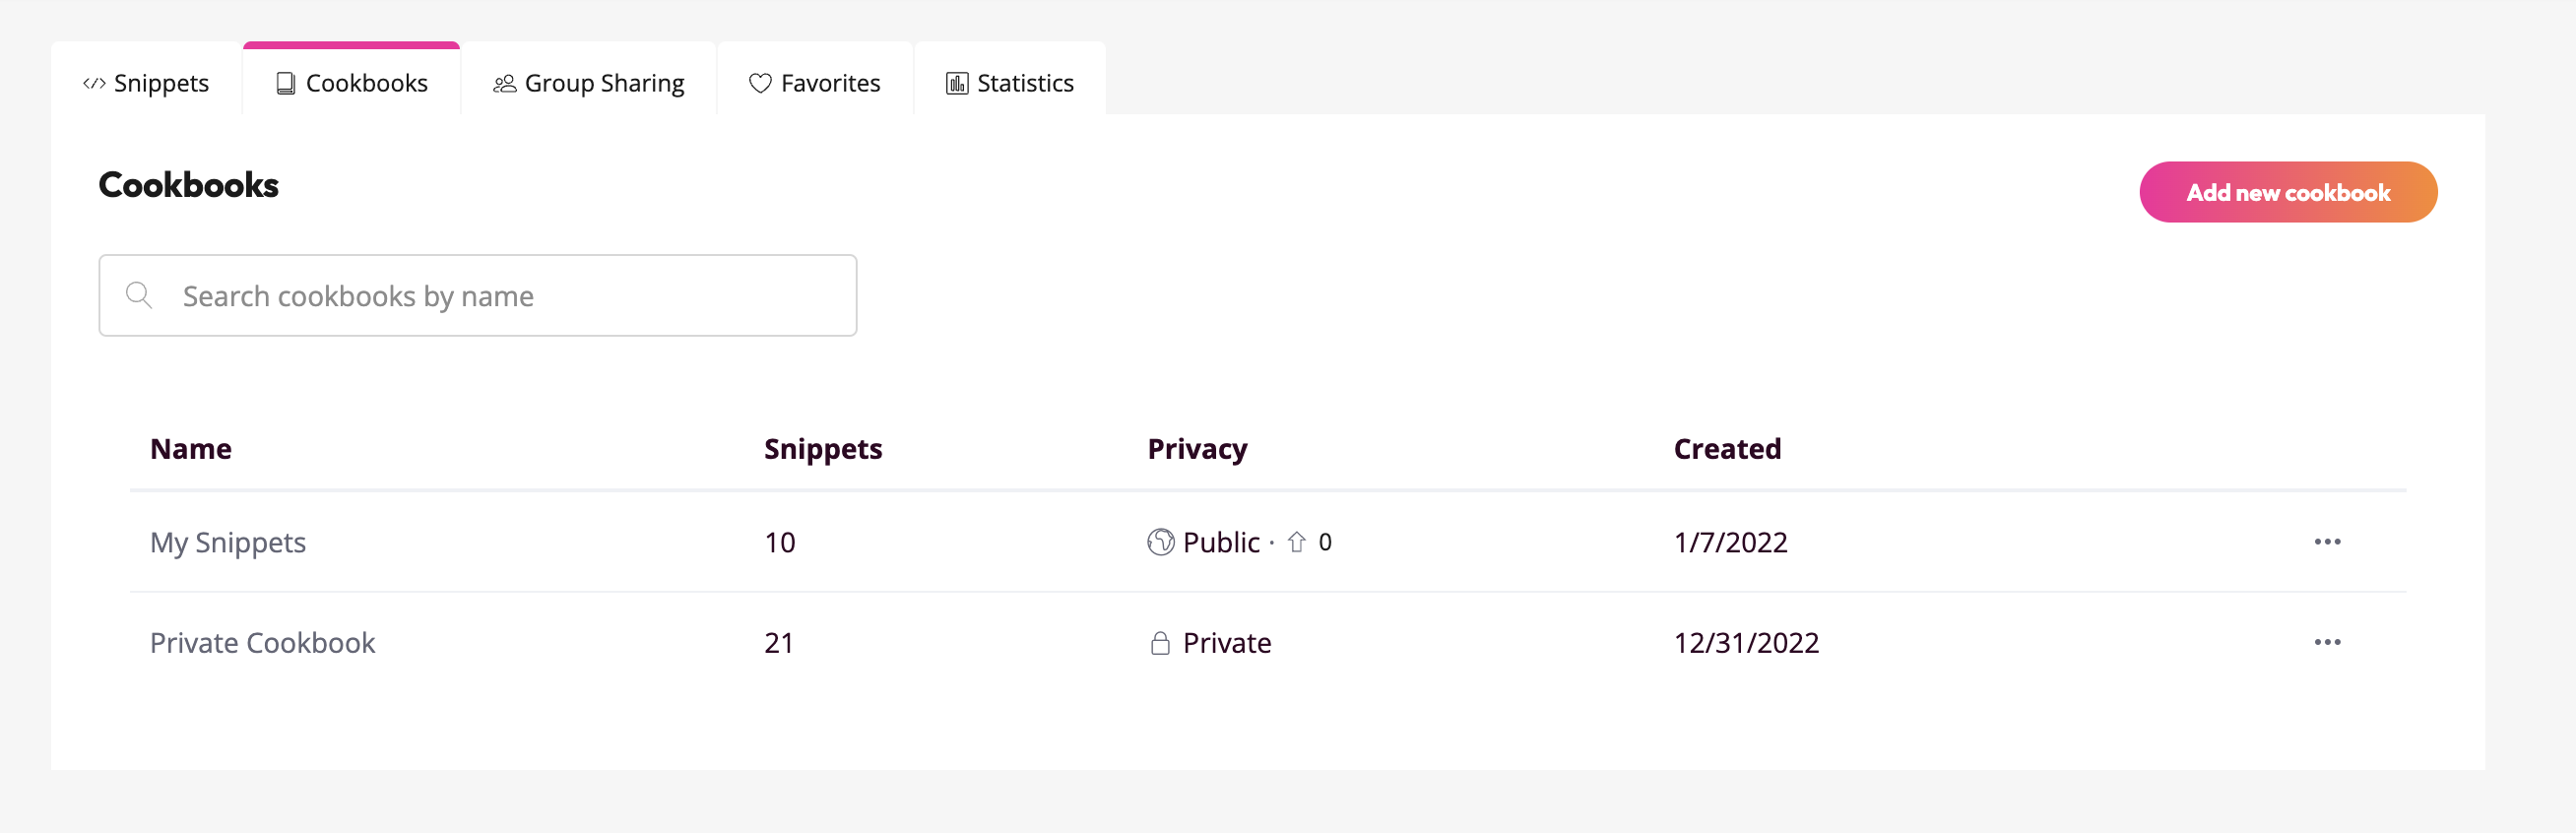 </> Snippets Cookbooks Group Sharing Favorites Statistics
Cookbooks
Add new cookbook
Search cookbooks by name
Name Snippets Privacy Created
My Snippets 10 Public · 0 1/7/2022 •••
Private Cookbook 21 Private 12/31/2022 •••